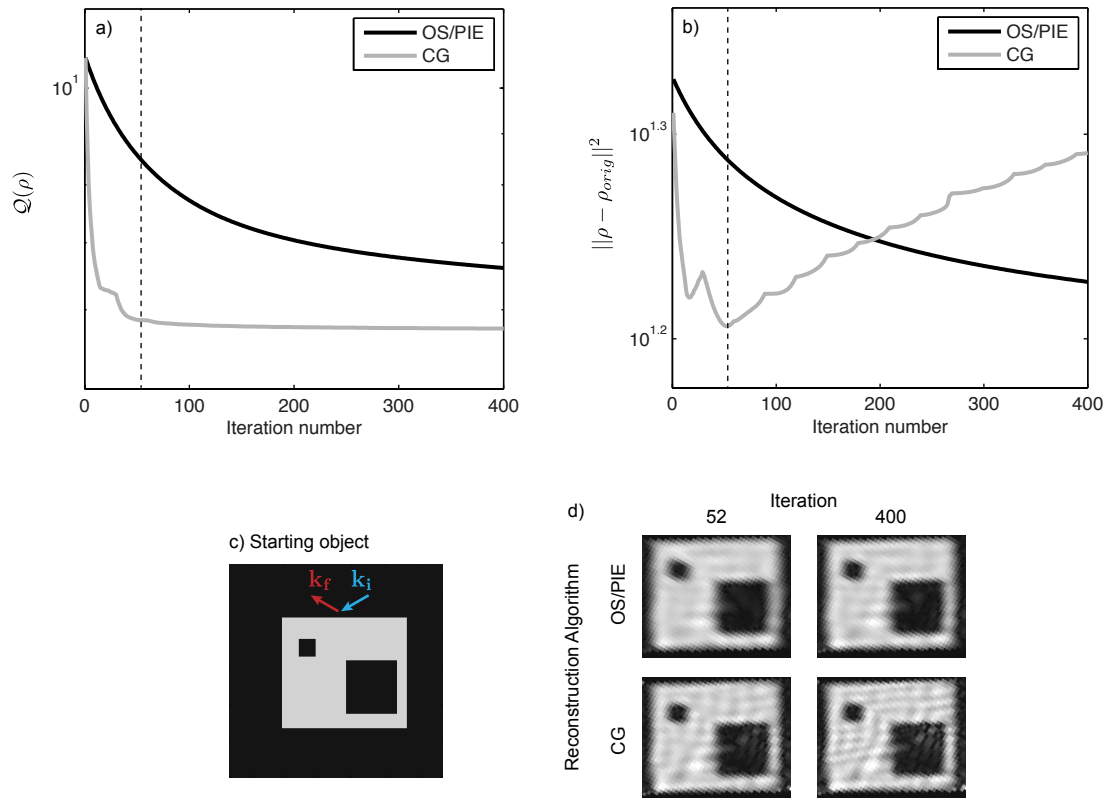 a)
OS/PIE
CG
10^1
Q(ρ)
0 100 200 300 400
Iteration number
b)
OS/PIE
CG
10^1.3
10^1.2
||ρ − ρ_orig||^2
0 100 200 300 400
Iteration number
c) Starting object
k_f k_i
d)
Iteration
52 400
Reconstruction Algorithm
OS/PIE
CG